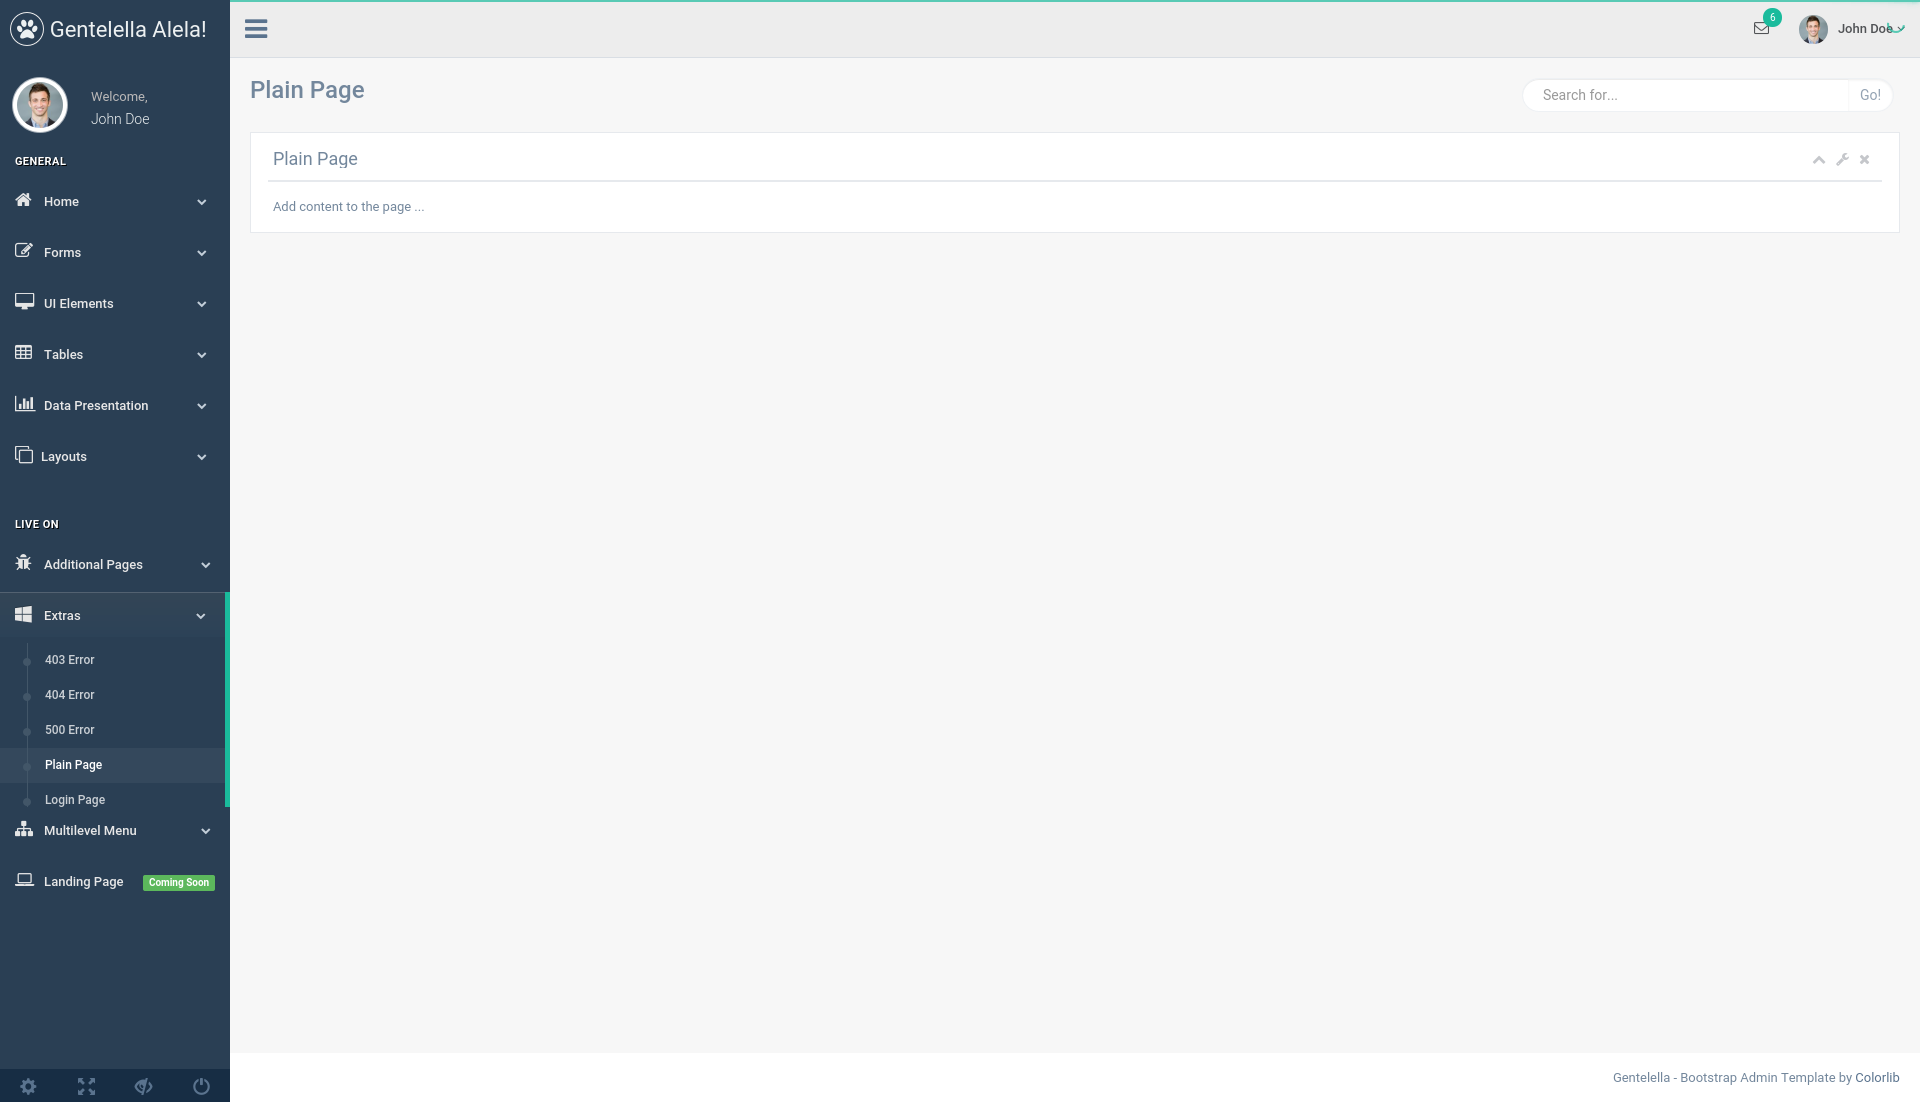 Gentelella Alela!
6
John Doe
Welcome,
John Doe
Plain Page
Search for...
Go!
GENERAL
Plain Page
Home
Add content to the page ...
Forms
UI Elements
Tables
Data Presentation
Layouts
LIVE ON
Additional Pages
Extras
403 Error
404 Error
500 Error
Plain Page
Login Page
Multilevel Menu
Landing Page
Coming Soon
Gentelella - Bootstrap Admin Template by Colorlib